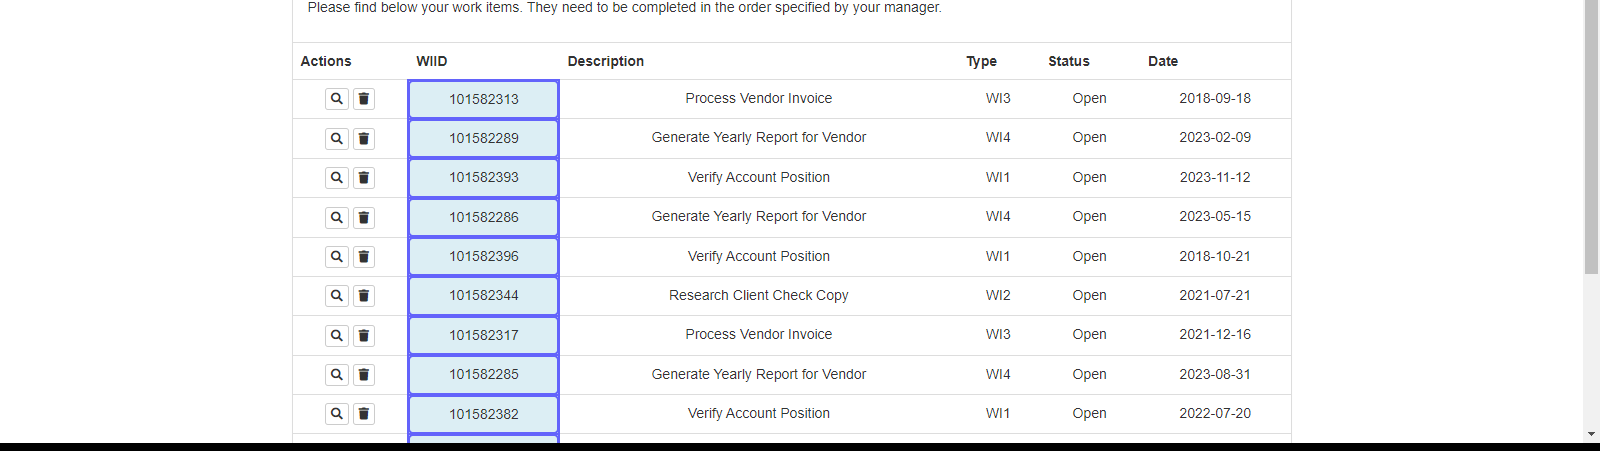 Please find below your work items. They need to be completed in the order specified by your manager.
Actions WIID Description Type Status Date
101582313 Process Vendor Invoice WI3 Open 2018-09-18
101582289 Generate Yearly Report for Vendor WI4 Open 2023-02-09
101582393 Verify Account Position WI1 Open 2023-11-12
101582286 Generate Yearly Report for Vendor WI4 Open 2023-05-15
101582396 Verify Account Position WI1 Open 2018-10-21
101582344 Research Client Check Copy WI2 Open 2021-07-21
101582317 Process Vendor Invoice WI3 Open 2021-12-16
101582285 Generate Yearly Report for Vendor WI4 Open 2023-08-31
101582382 Verify Account Position WI1 Open 2022-07-20